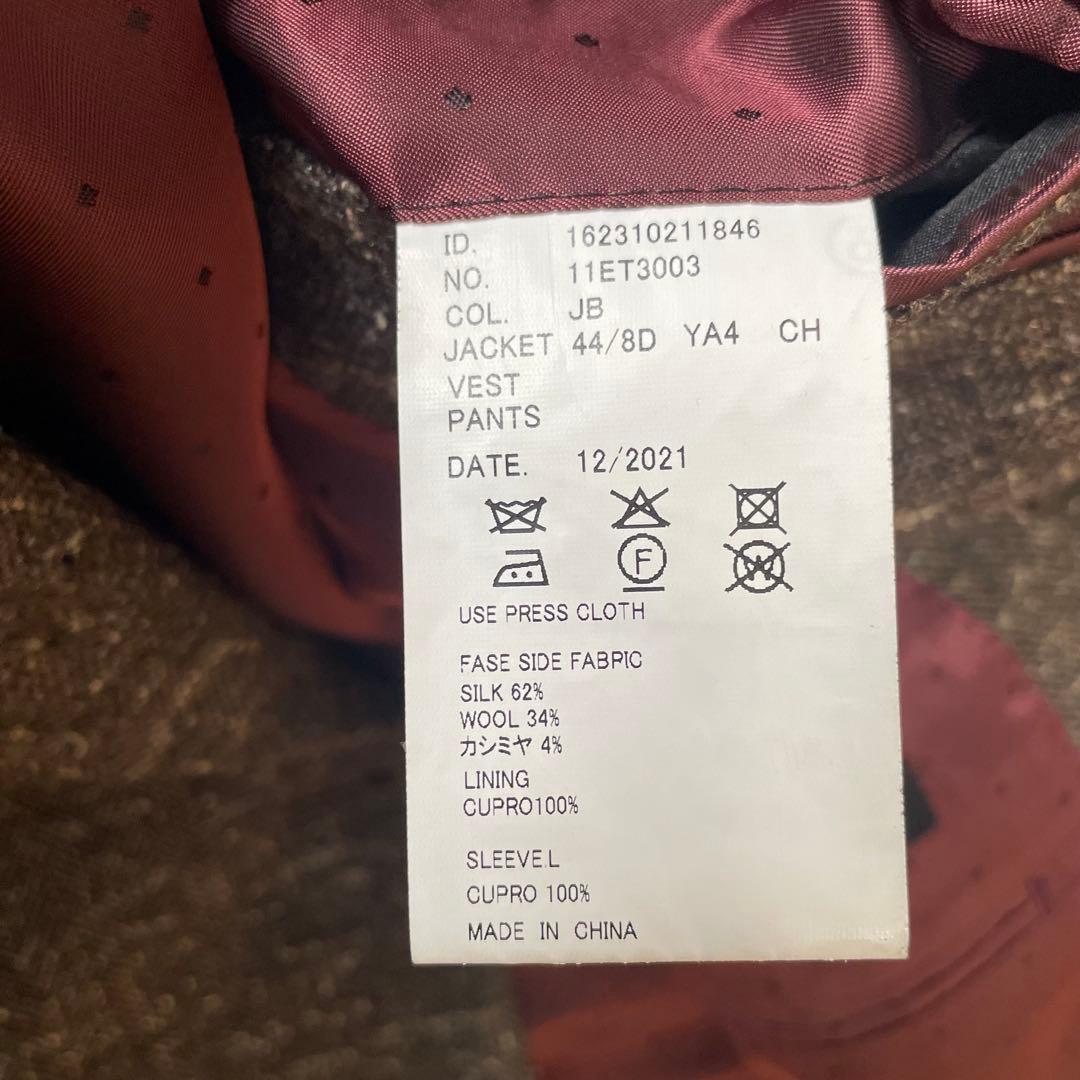 ID. 162310211846
NO. 11ET3003
COL. JB
JACKET 44/8D YA4 CH
VEST
PANTS
DATE. 12/2021
F
W
USE PRESS CLOTH
FASE SIDE FABRIC
SILK 62%
WOOL 34%
カシミヤ 4%
LINING
CUPRO100%
SLEEVE.L
CUPRO 100%
MADE IN CHINA